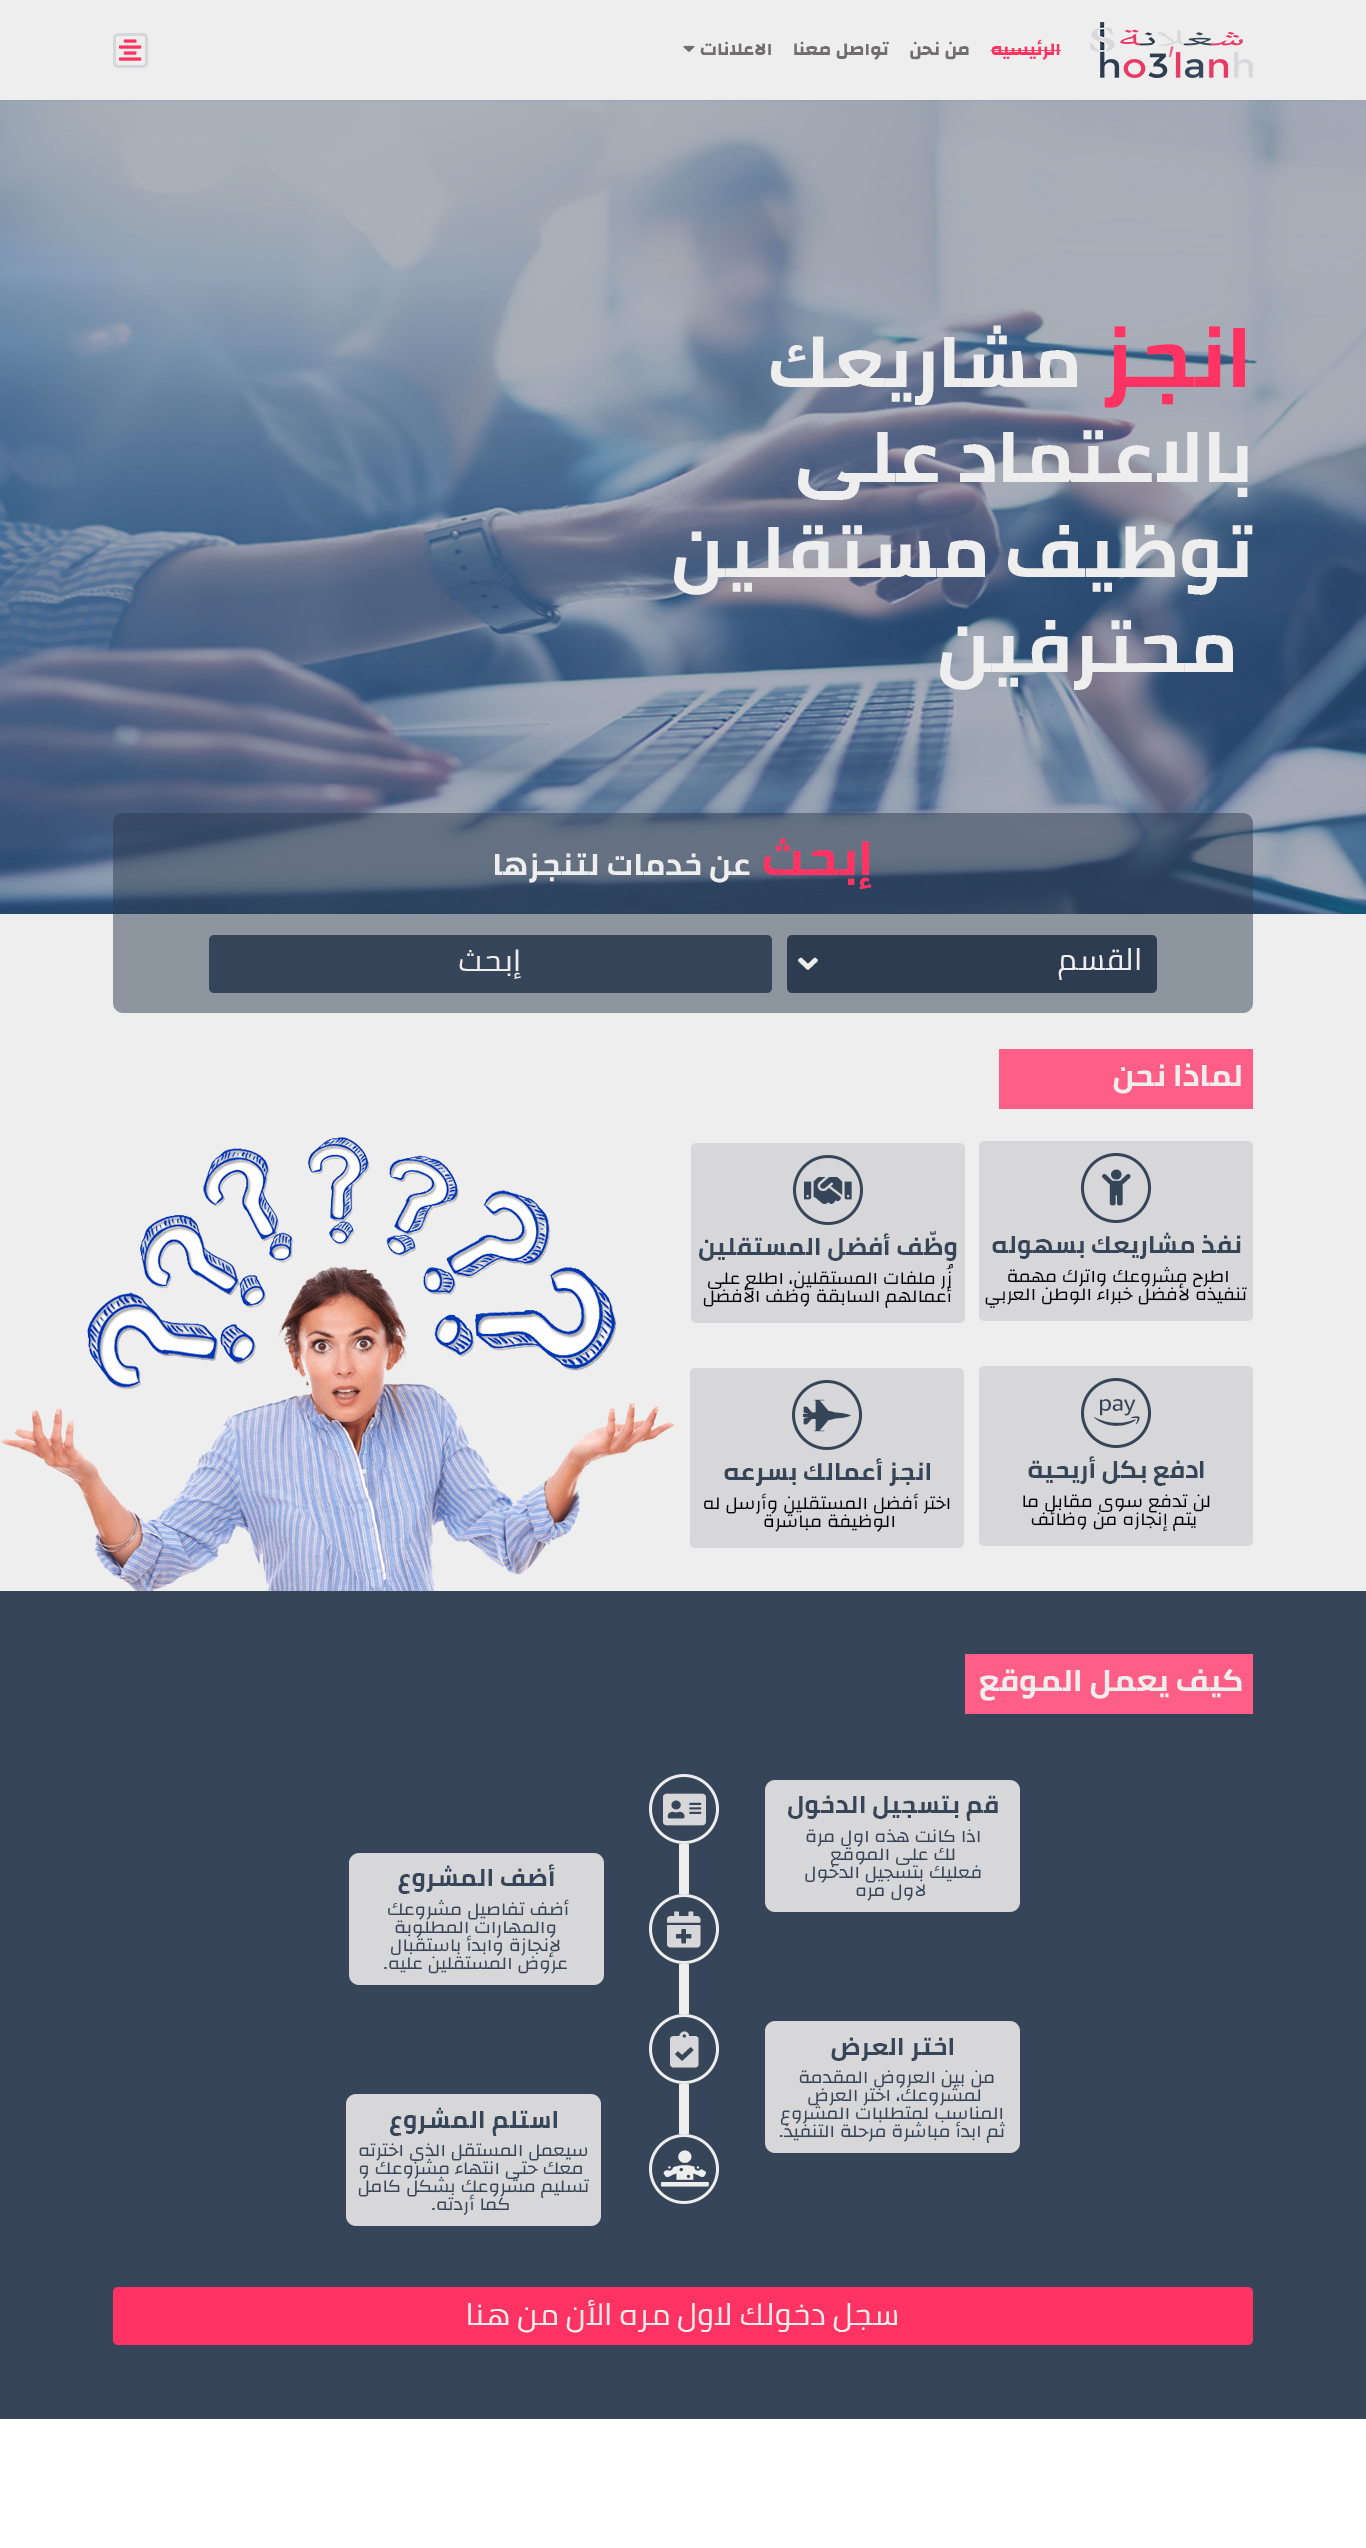 شغلانة
Sho3lanh
الرئيسيه
من نحن
تواصل معنا
الاعلانات
انجز مشاريعك
بالاعتماد على
توظيف مستقلين
محترفين
إبحث عن خدمات لتنجزها
القسم
إبحث
لماذا نحن
نفذ مشاريعك بسهوله
اطرح مشروعك واترك مهمة
تنفيذه لأفضل خبراء الوطن العربي
وظّف أفضل المستقلين
زُر ملفات المستقلين، اطلع على
أعمالهم السابقة وظف الأفضل
pay
ادفع بكل أريحية
لن تدفع سوى مقابل ما
يتم إنجازه من وظائف
انجز أعمالك بسرعه
اختر أفضل المستقلين وأرسل له
الوظيفة مباشرة
كيف يعمل الموقع
قم بتسجيل الدخول
اذا كانت هذه اول مرة
لك على الموقع
فعليك بتسجيل الدخول
لاول مره
أضف المشروع
أضف تفاصيل مشروعك
والمهارات المطلوبة
لإنجازة وابدأ باستقبال
عروض المستقلين عليه.
اختر العرض
من بين العروض المقدمة
لمشروعك، اختر العرض
المناسب لمتطلبات المشروع
ثم ابدأ مباشرة مرحلة التنفيذ.
استلم المشروع
سيعمل المستقل الذي اخترته
معك حتى انتهاء مشروعك و
تسليم مشروعك بشكل كامل
كما أردته.
سجل دخولك لاول مره الأن من هنا